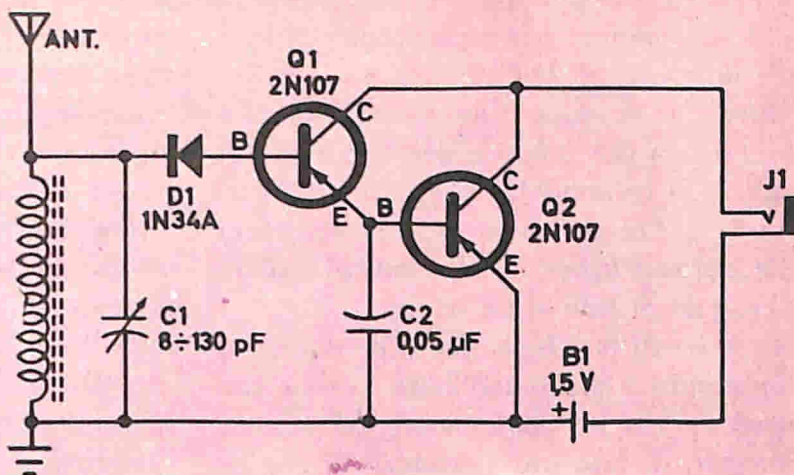 ANT.
Q1
2N107
C
B
D1
1N34A
E
B
C
Q2
2N107
E
J1
C1
8÷130 pF
C2
0,05 µF
B1
1,5 V
+